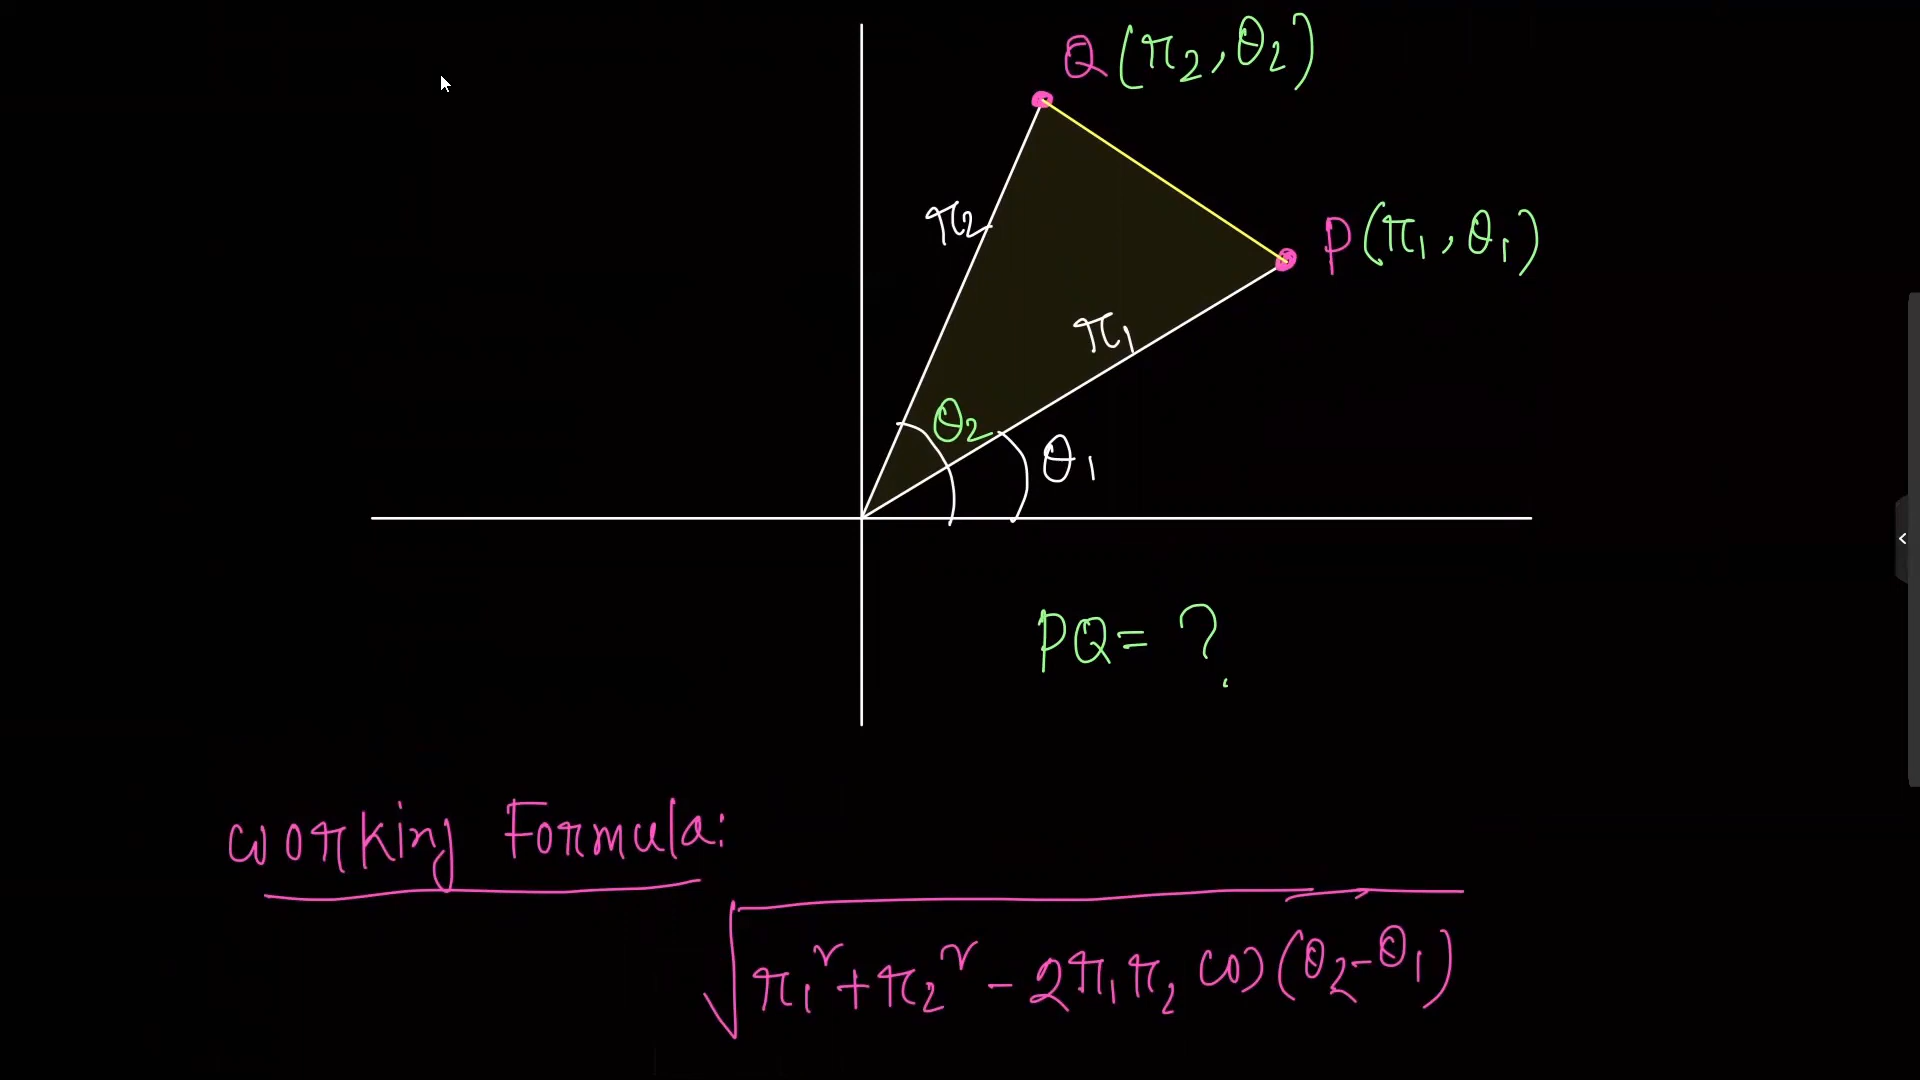 Q(r₂, θ₂)
r₂
P(r₁, θ₁)
r₁
θ₂
θ₁
PQ = ?
Working Formula:
√(r₁² + r₂² - 2r₁r₂ cos(θ₂-θ₁))